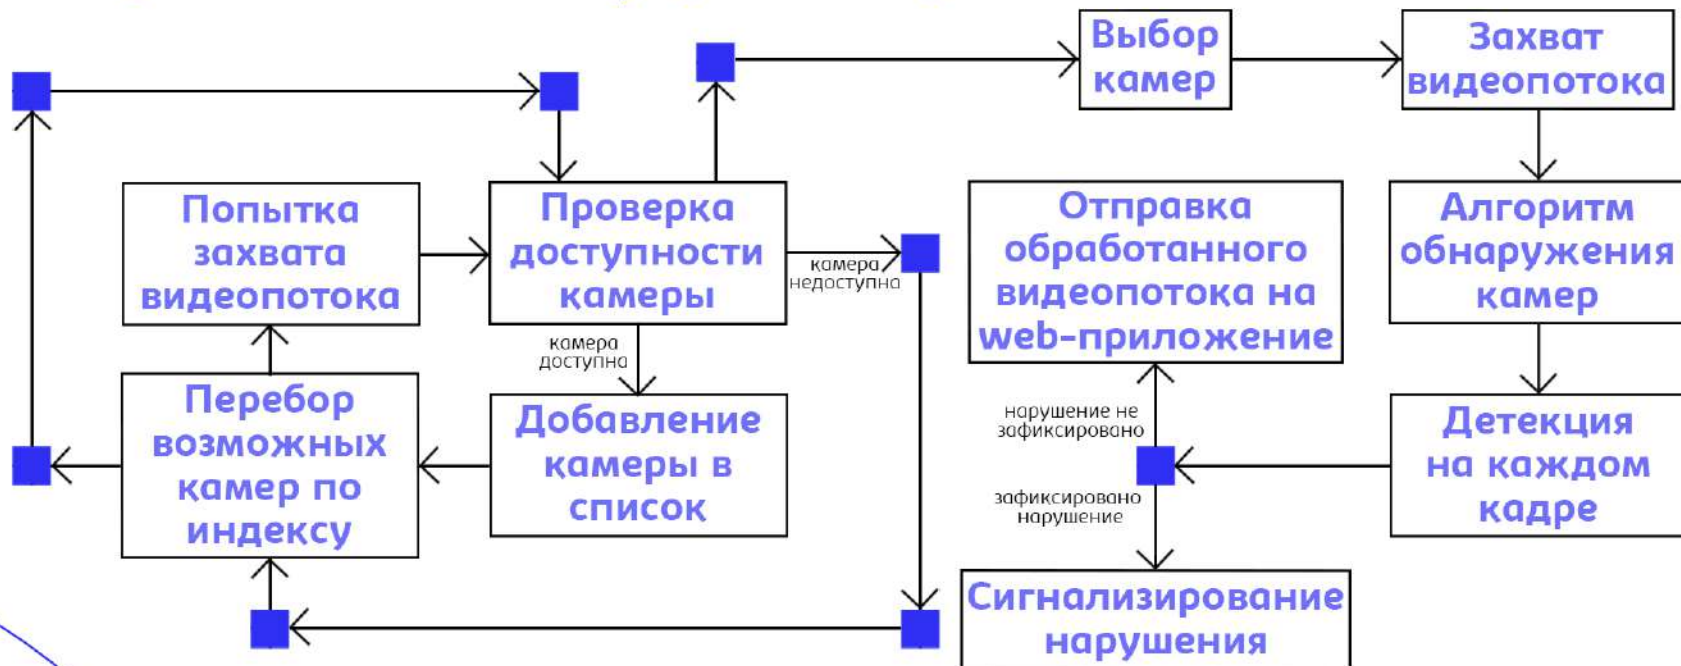 Выбор
камер
Захват
видеопотока
Попытка
захвата
видеопотока
Проверка
доступности
камеры
камера
недоступна
камера
доступна
Отправка
обработанного
видеопотока на
web-приложение
Алгоритм
обнаружения
камер
Перебор
возможных
камер по
индексу
Добавление
камеры в
список
нарушение не
зафиксировано
зафиксировано
нарушение
Детекция
на каждом
кадре
Сигнализирование
нарушения